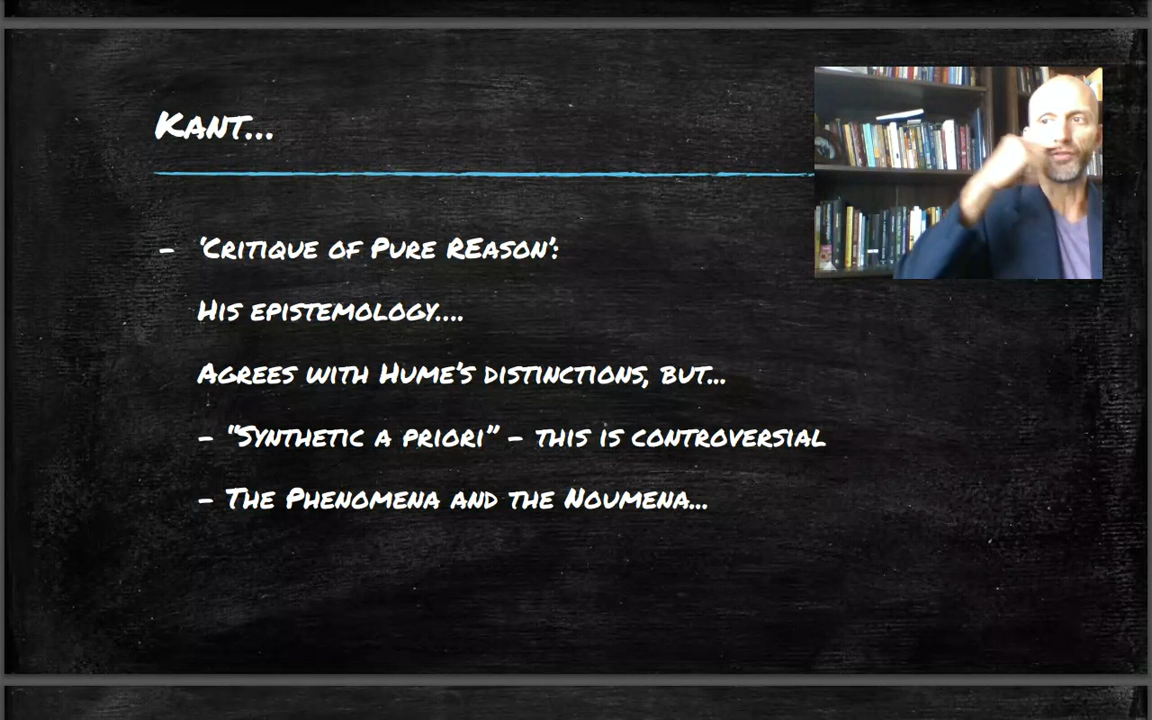 Kant...
- 'Critique of Pure REason':
His epistemology....
Agrees with Hume's distinctions, but...
- "Synthetic a priori" - this is controversial
- The Phenomena and the Noumena...